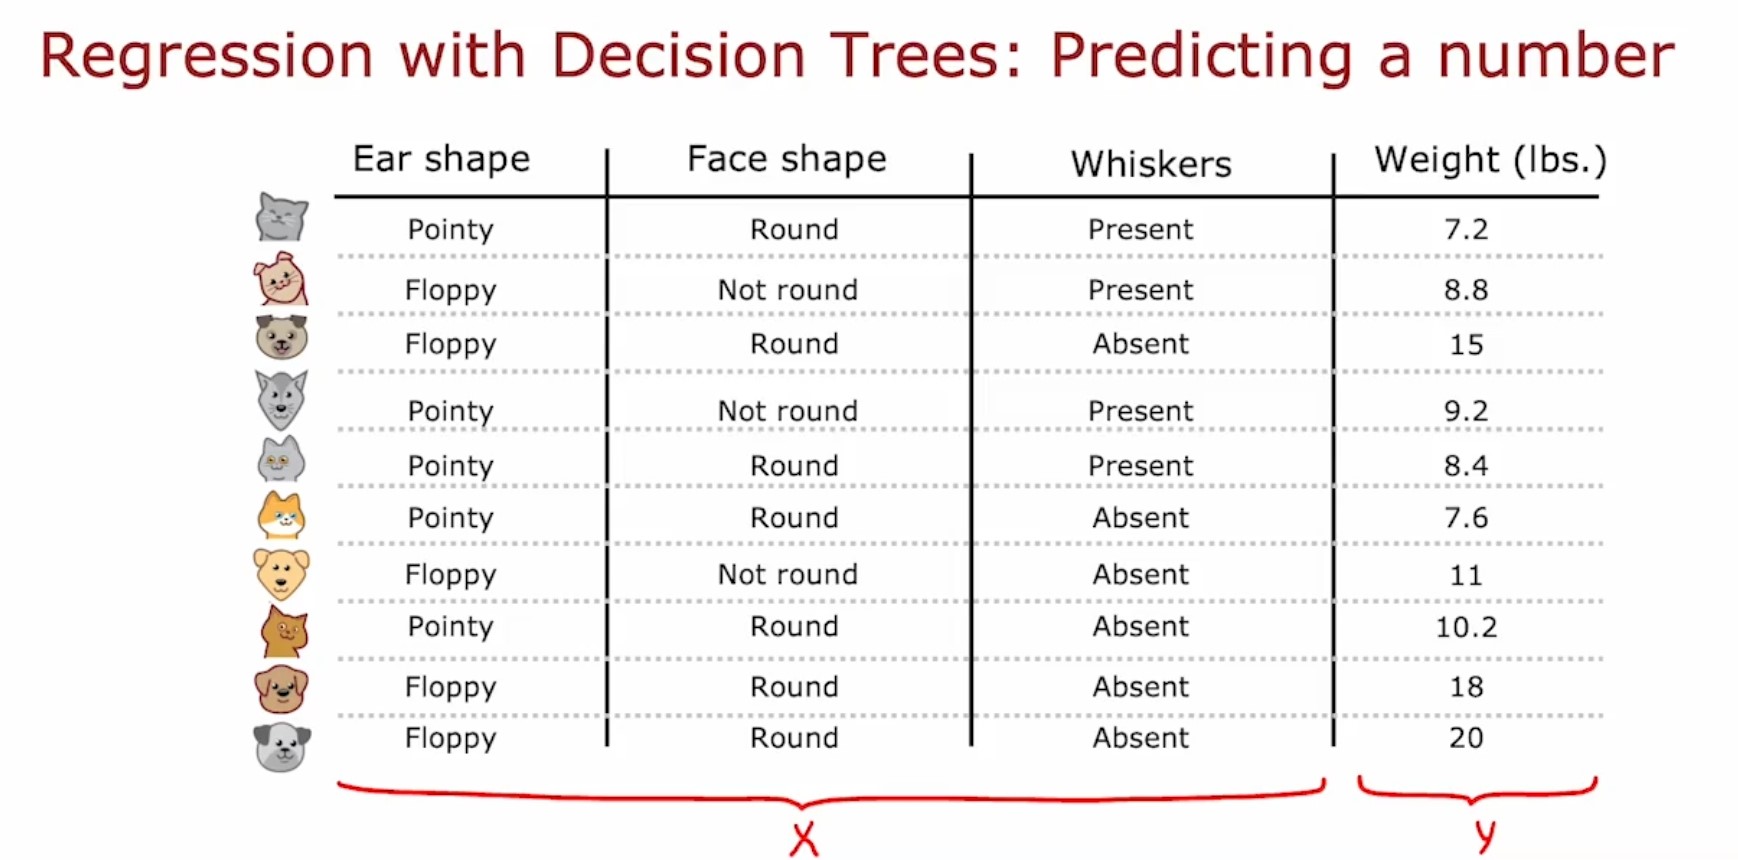 Regression with Decision Trees: Predicting a number
Ear shape Face shape Whiskers Weight (lbs.)
Pointy Round Present 7.2
Floppy Not round Present 8.8
Floppy Round Absent 15
Pointy Not round Present 9.2
Pointy Round Present 8.4
Pointy Round Absent 7.6
Floppy Not round Absent 11
Pointy Round Absent 10.2
Floppy Round Absent 18
Floppy Round Absent 20
X y